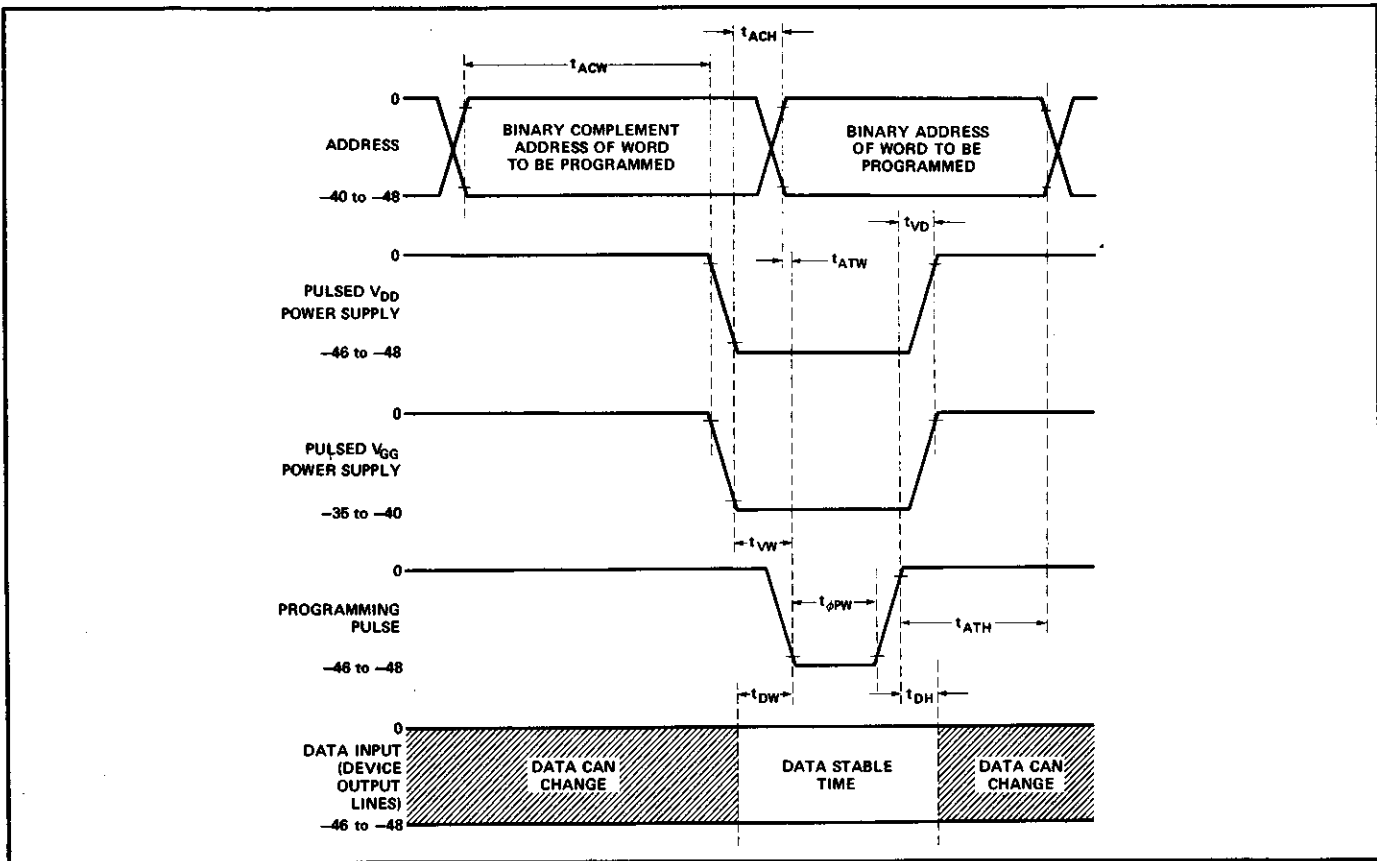 tACH
tACW
0
ADDRESS
BINARY COMPLEMENT
ADDRESS OF WORD
TO BE PROGRAMMED
BINARY ADDRESS
OF WORD TO BE
PROGRAMMED
−40 to −48
tVD
0
tATW
PULSED VDD
POWER SUPPLY
−46 to −48
0
PULSED VGG
POWER SUPPLY
−35 to −40
tVW
0
PROGRAMMING
PULSE
tφPW
tATH
−46 to −48
tDW
tDH
0
DATA INPUT
(DEVICE
OUTPUT
LINES)
DATA CAN
CHANGE
DATA STABLE
TIME
DATA CAN
CHANGE
−46 to −48